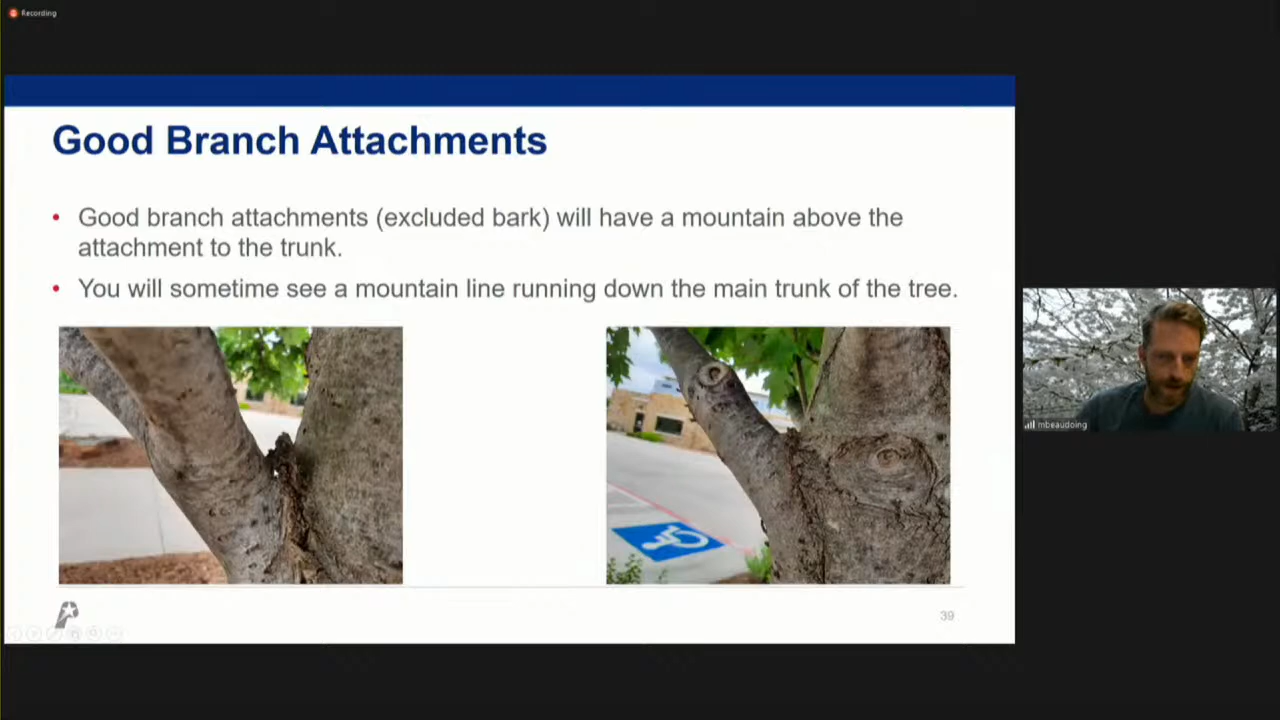 Recording
Good Branch Attachments
• Good branch attachments (excluded bark) will have a mountain above the
attachment to the trunk.
• You will sometime see a mountain line running down the main trunk of the tree.
mbeaudoing
39